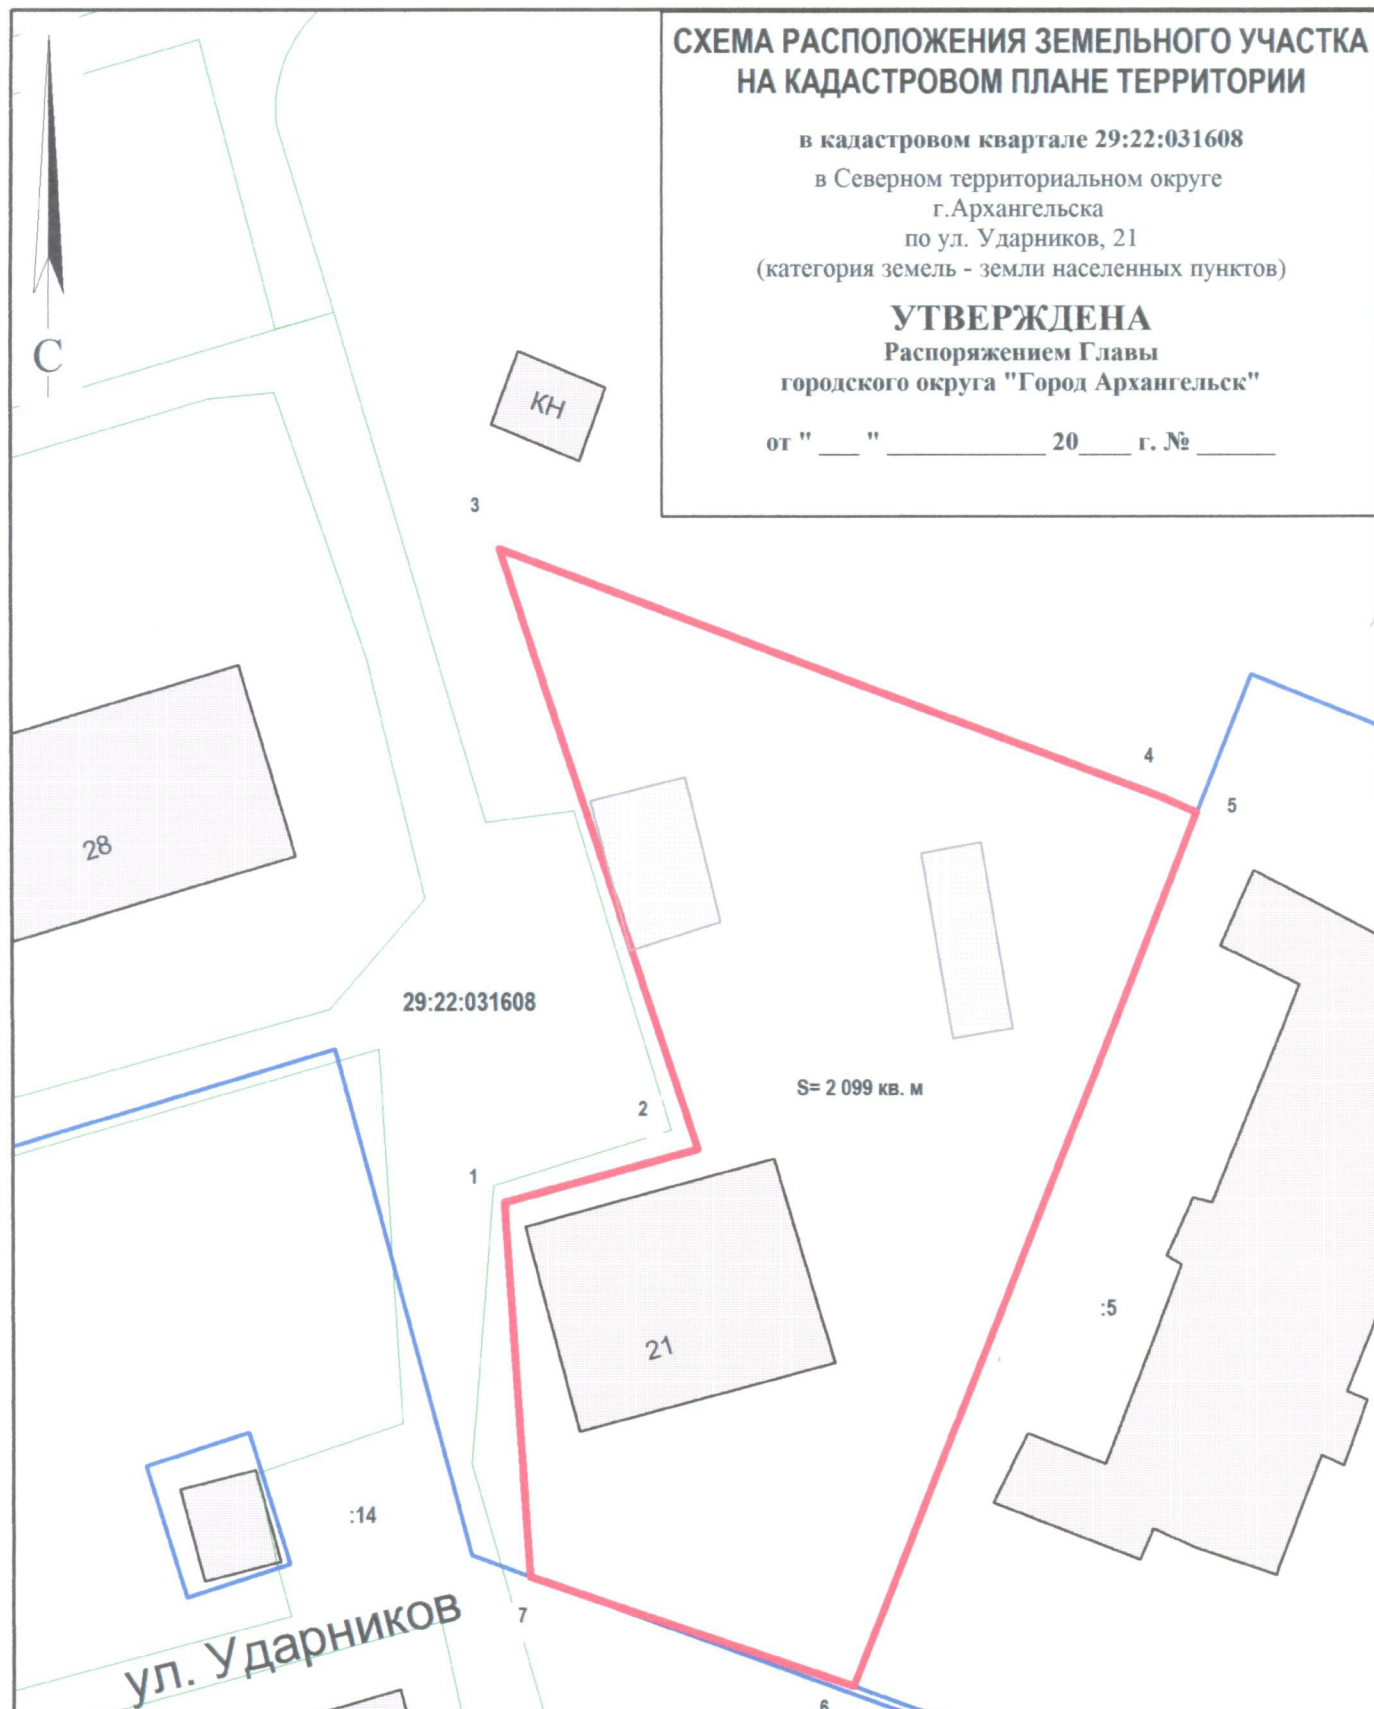 СХЕМА РАСПОЛОЖЕНИЯ ЗЕМЕЛЬНОГО УЧАСТКА
НА КАДАСТРОВОМ ПЛАНЕ ТЕРРИТОРИИ
в кадастровом квартале 29:22:031608
в Северном территориальном округе
г.Архангельска
по ул. Ударников, 21
(категория земель - земли населенных пунктов)
УТВЕРЖДЕНА
Распоряжением Главы
городского округа "Город Архангельск"
от " ___ " ____________ 20____ г. № ______
С
КН
3
4
5
28
29:22:031608
S= 2 099 кв. м
2
1
:5
21
:14
7
ул. Ударников
6